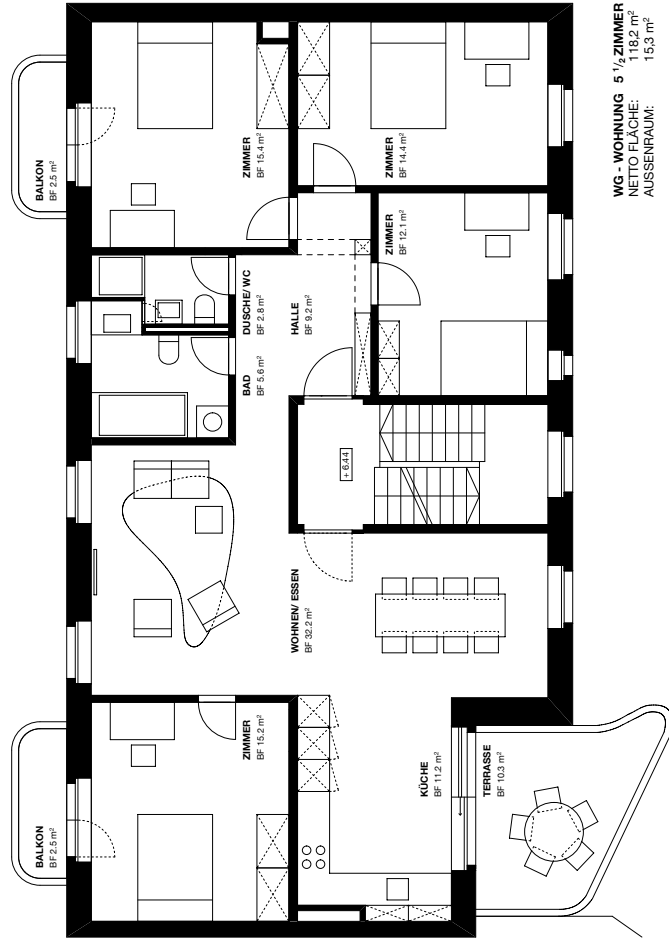 WG - WOHNUNG 5 1/2 ZIMMER
NETTO FLÄCHE: 118,2 m²
AUSSENRAUM: 15,3 m²
BALKON
BF 2.5 m²
ZIMMER
BF 15.4 m²
ZIMMER
BF 14.4 m²
ZIMMER
BF 12.1 m²
DUSCHE/ WC
BF 2.8 m²
HALLE
BF 9.2 m²
BAD
BF 5.6 m²
+ 6.44
WOHNEN/ ESSEN
BF 32.2 m²
ZIMMER
BF 15.2 m²
KÜCHE
BF 11.2 m²
TERRASSE
BF 10.3 m²
BALKON
BF 2.5 m²